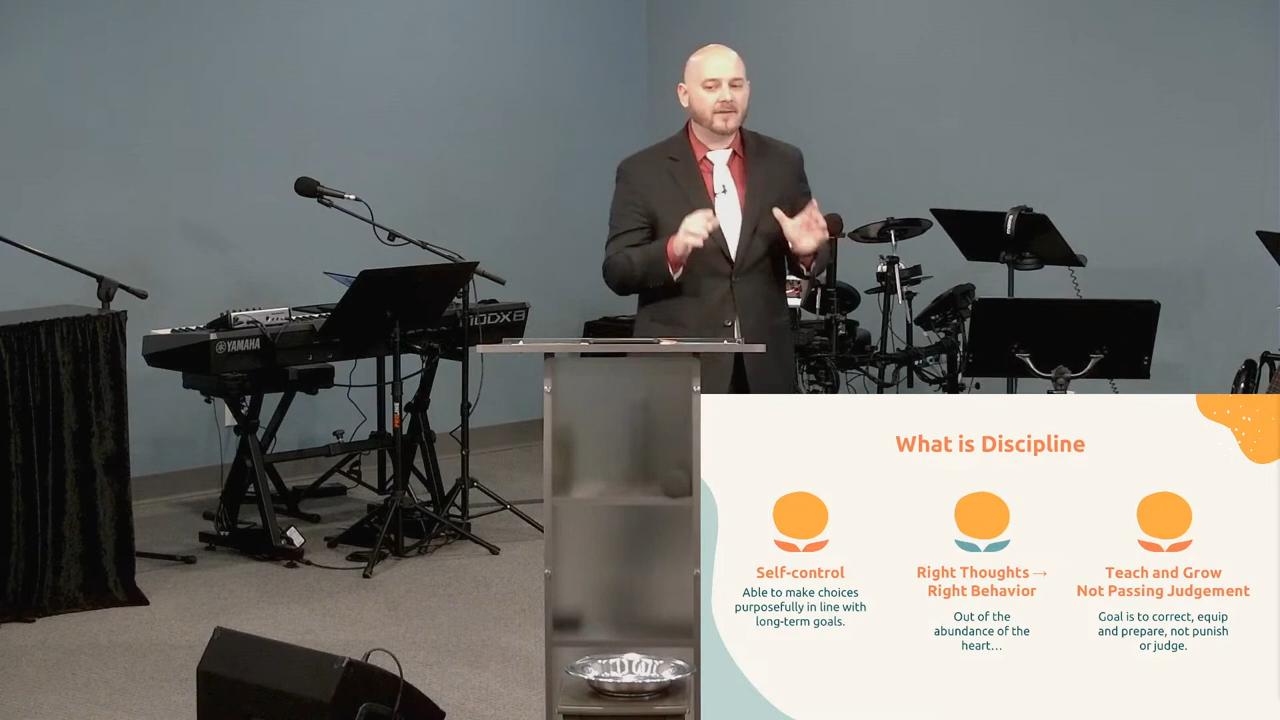 YAMAHA
What is Discipline
Self-control
Able to make choices
purposefully in line with
long-term goals.
Right Thoughts →
Right Behavior
Out of the
abundance of the
heart...
Teach and Grow
Not Passing Judgement
Goal is to correct, equip
and prepare, not punish
or judge.